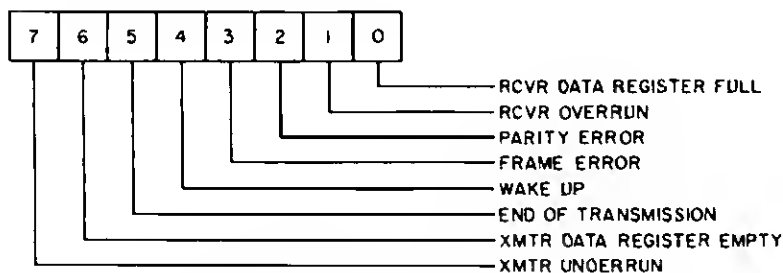 7 6 5 4 3 2 1 0
RCVR DATA REGISTER FULL
RCVR OVERRUN
PARITY ERROR
FRAME ERROR
WAKE UP
END OF TRANSMISSION
XMTR DATA REGISTER EMPTY
XMTR UNDERRUN